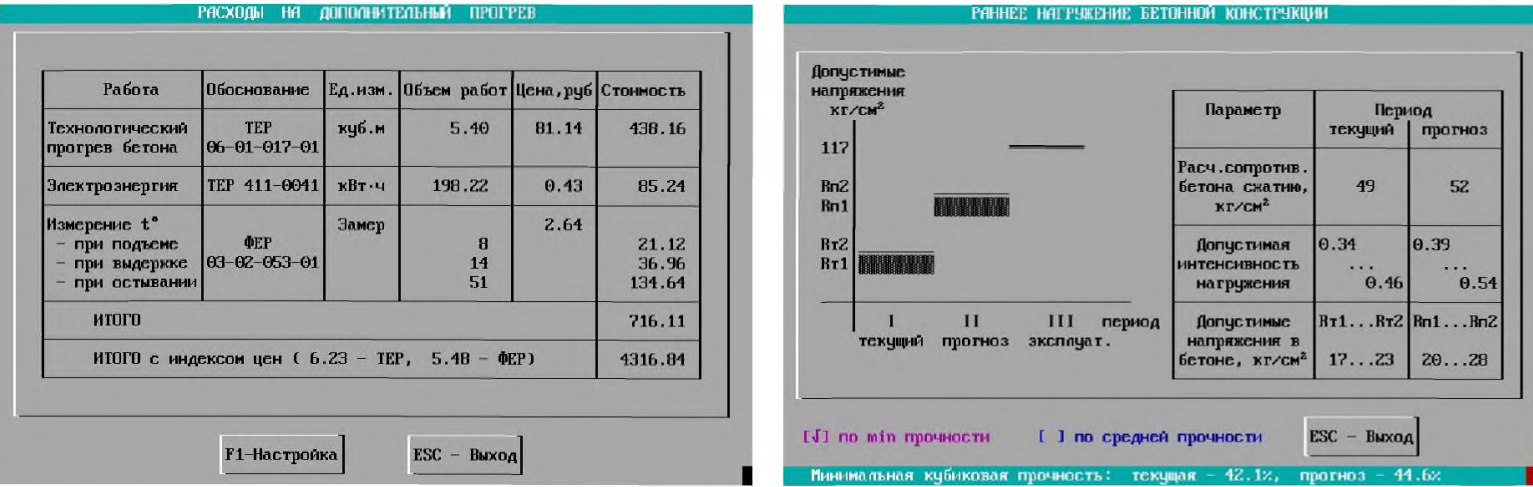 РАСХОДЫ НА ДОПОЛНИТЕЛЬНЫЙ ПРОГРЕВ
Работа Обоснование Ед.изм. Объем работ Цена,руб Стоимость
Технологический ТЕР куб.м 5.40 81.14 438.16
прогрев бетона 06-01-017-01
Электроэнергия ТЕР 411-0041 кВт·ч 198.22 0.43 85.24
Измерение t° Замер 2.64
- при подъеме ФЕР 8 21.12
- при выдержке 03-02-053-01 14 36.96
- при остывании 51 134.64
ИТОГО 716.11
ИТОГО с индексом цен ( 6.23 - ТЕР, 5.48 - ФЕР) 4316.84
F1-Настройка ESC - Выход
РАННЕЕ НАГРУЖЕНИЕ БЕТОННОЙ КОНСТРУКЦИИ
Допустимые
напряжения
кг/см²
117
Rп2
Rп1
Rт2
Rт1
I II III период
текущий прогноз эксплуат.
Параметр Период
текущий прогноз
Расч.сопротив.
бетона сжатию, 49 52
кг/см²
Допустимая 0.34 0.39
интенсивность ... ...
нагружения 0.46 0.54
Допустимые Rт1...Rт2 Rп1...Rп2
напряжения в
бетоне, кг/см² 17...23 20...28
[√] по min прочности [ ] по средней прочности ESC - Выход
Минимальная кубиковая прочность: текущая - 42.1%, прогноз - 44.6%